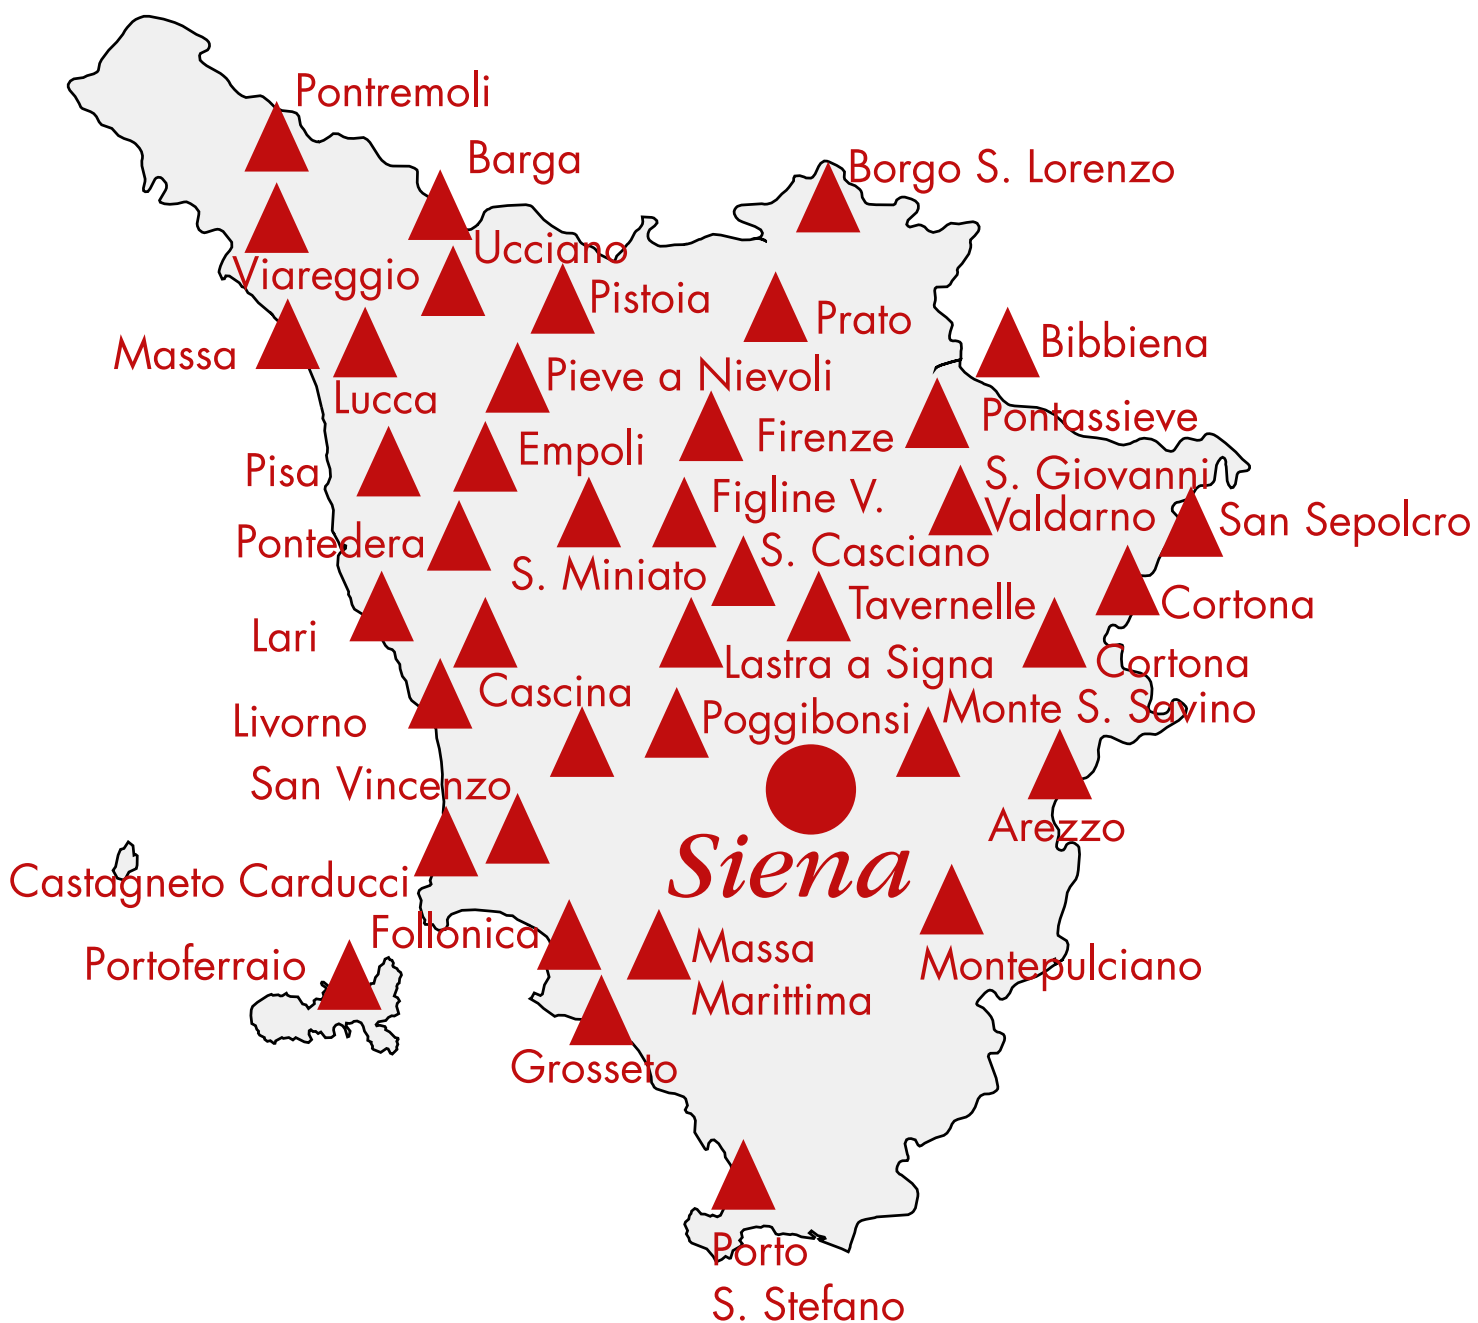 Pontremoli
Barga
Borgo S. Lorenzo
Ucciano
Viareggio
Pistoia
Prato
Massa
Bibbiena
Pieve a Nievoli
Lucca
Pontassieve
Firenze
Empoli
Pisa
S. Giovanni
Valdarno
Figline V.
San Sepolcro
Pontedera
S. Casciano
S. Miniato
Tavernelle
Cortona
Lari
Lastra a Signa
Cortona
Cascina
Monte S. Savino
Poggibonsi
Livorno
San Vincenzo
Arezzo
Siena
Castagneto Carducci
Follonica
Massa
Marittima
Portoferraio
Montepulciano
Grosseto
Porto
S. Stefano